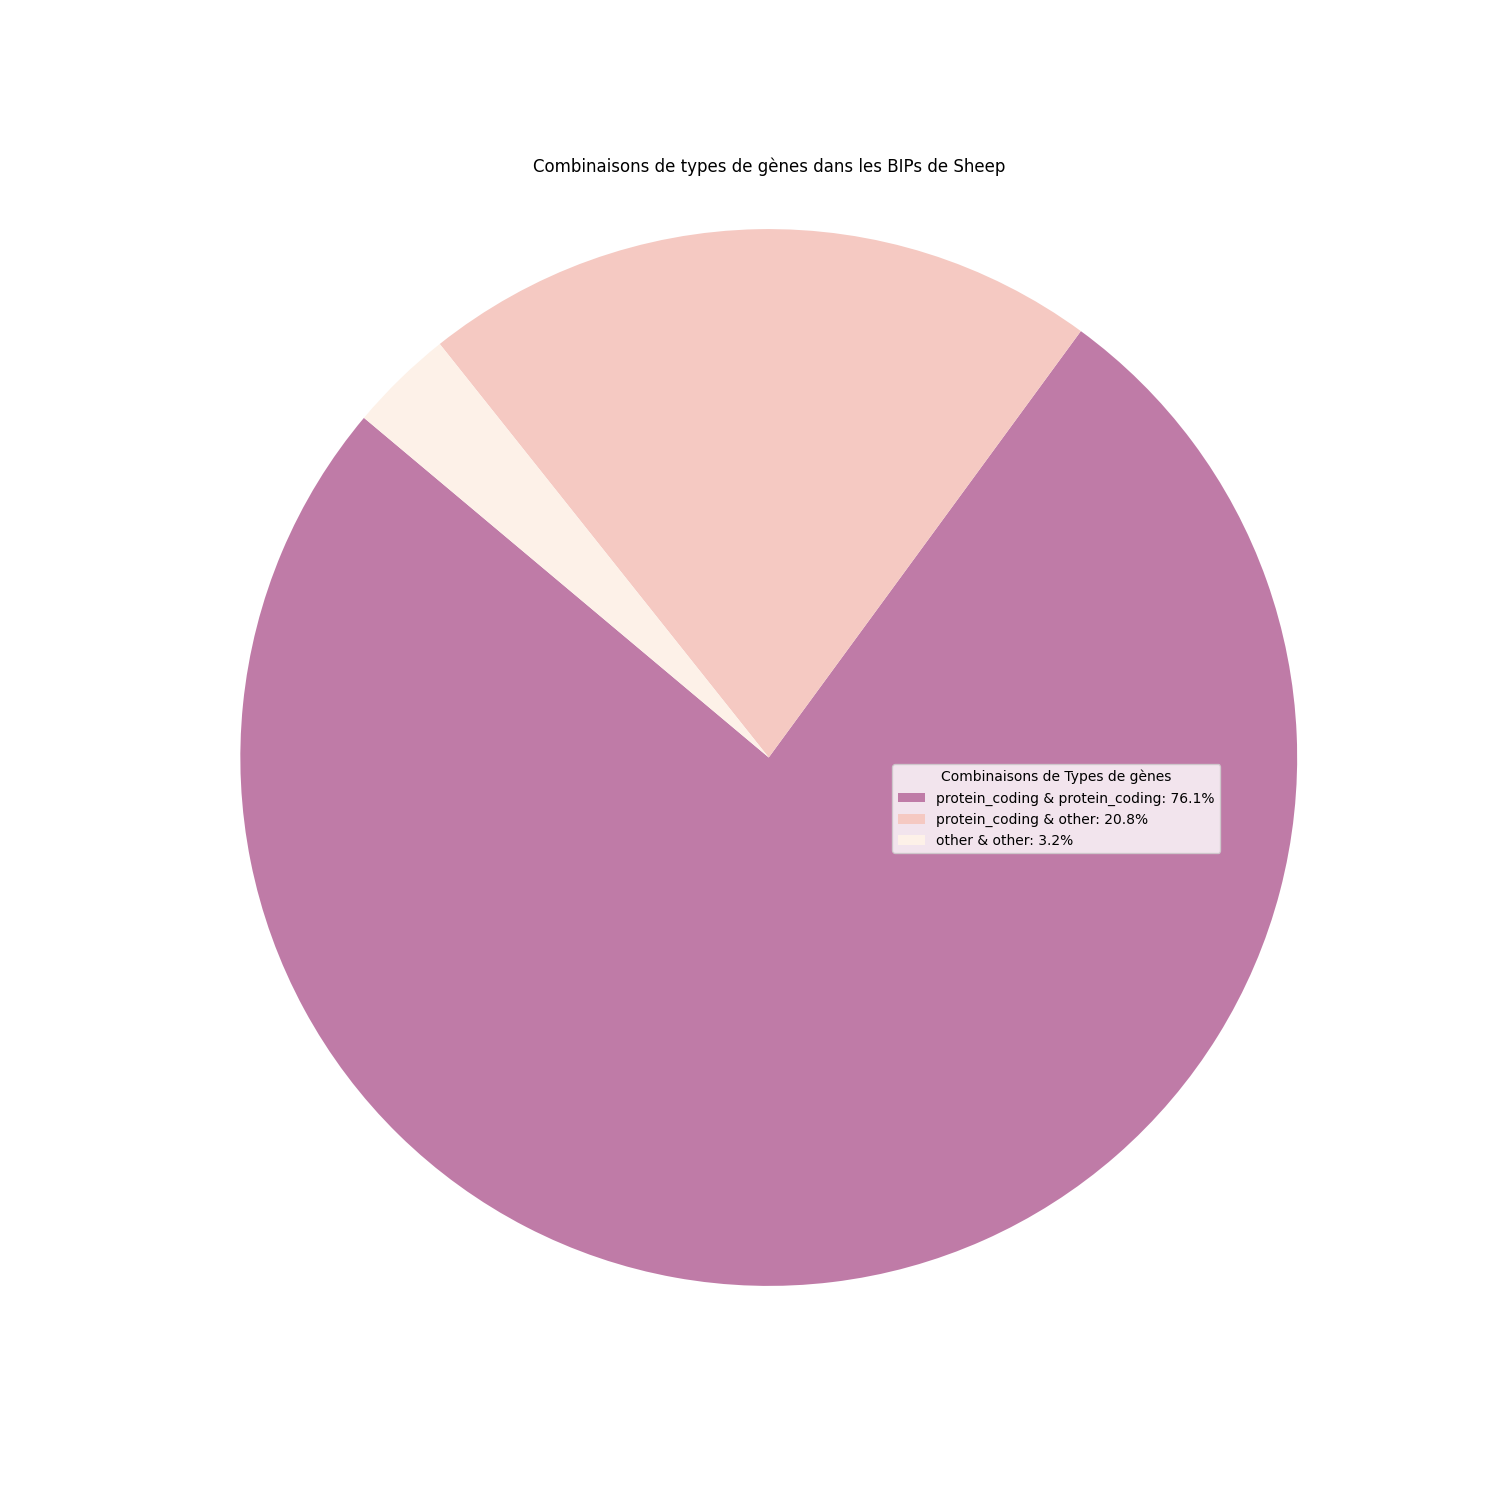 Combinaisons de types de gènes dans les BIPs de Sheep
Combinaisons de Types de gènes
protein_coding & protein_coding: 76.1%
protein_coding & other: 20.8%
other & other: 3.2%